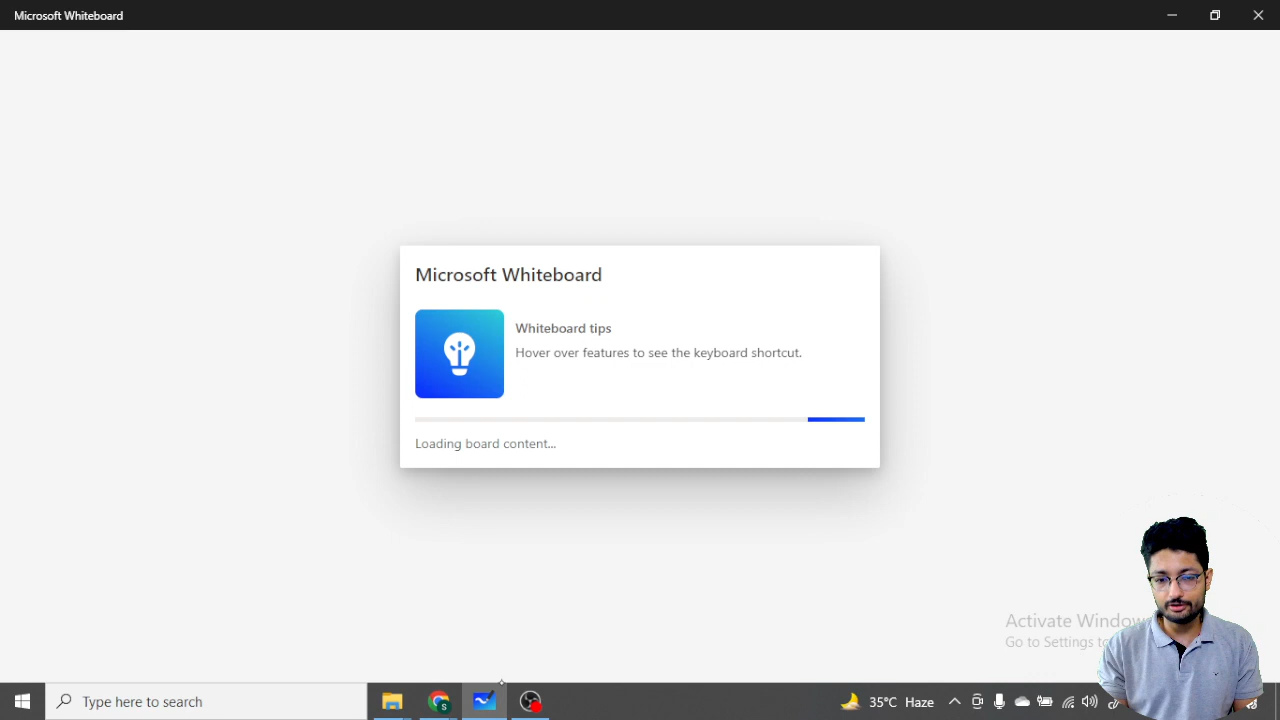 Microsoft Whiteboard
Microsoft Whiteboard
Whiteboard tips
Hover over features to see the keyboard shortcut.
Loading board content...
Activate Window
Go to Settings to
Type here to search
S
35°C Haze